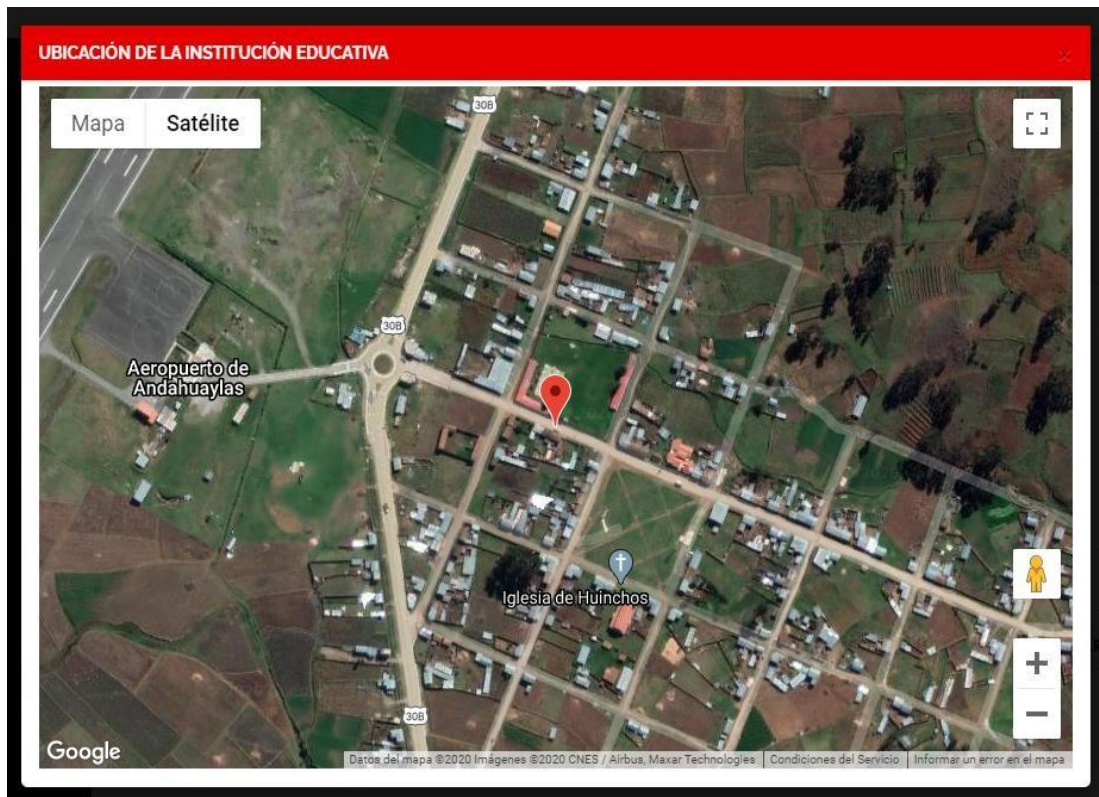 UBICACIÓN DE LA INSTITUCIÓN EDUCATIVA
×
Mapa Satélite
30B
30B
Aeropuerto de
Andahuaylas
Iglesia de Huinchos
30B
Google
Datos del mapa ©2020 Imágenes ©2020 CNES / Airbus, Maxar Technologies Condiciones del Servicio Informar un error en el mapa